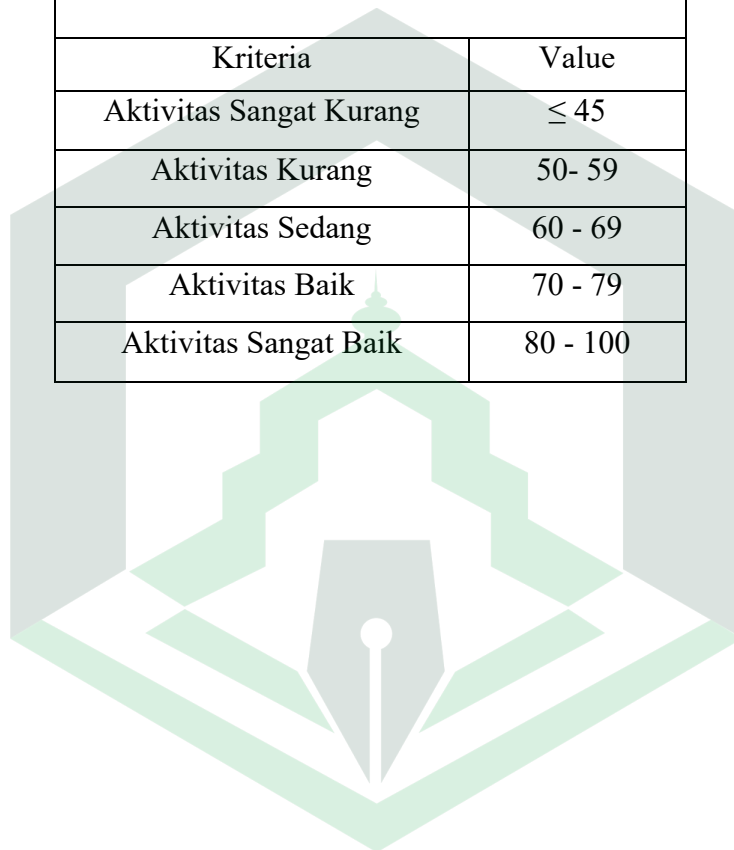 Kriteria Value
Aktivitas Sangat Kurang ≤ 45
Aktivitas Kurang 50- 59
Aktivitas Sedang 60 - 69
Aktivitas Baik 70 - 79
Aktivitas Sangat Baik 80 - 100